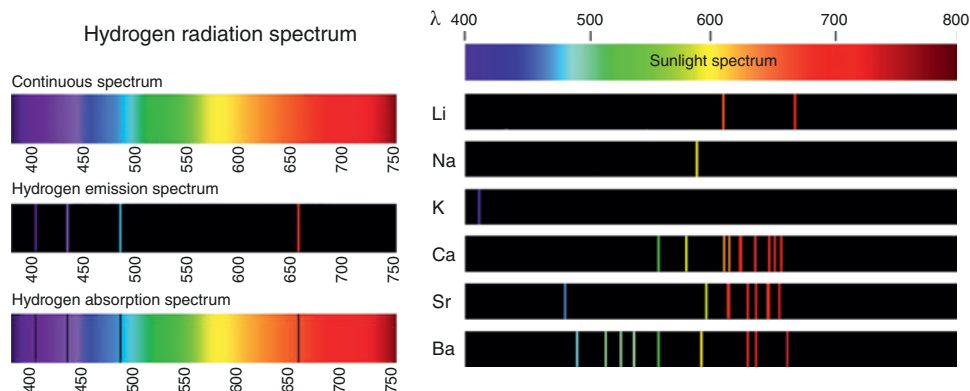 Hydrogen radiation spectrum
Continuous spectrum
400 450 500 550 600 650 700 750
Hydrogen emission spectrum
400 450 500 550 600 650 700 750
Hydrogen absorption spectrum
400 450 500 550 600 650 700 750
λ 400 500 600 700 800
Sunlight spectrum
Li
Na
K
Ca
Sr
Ba